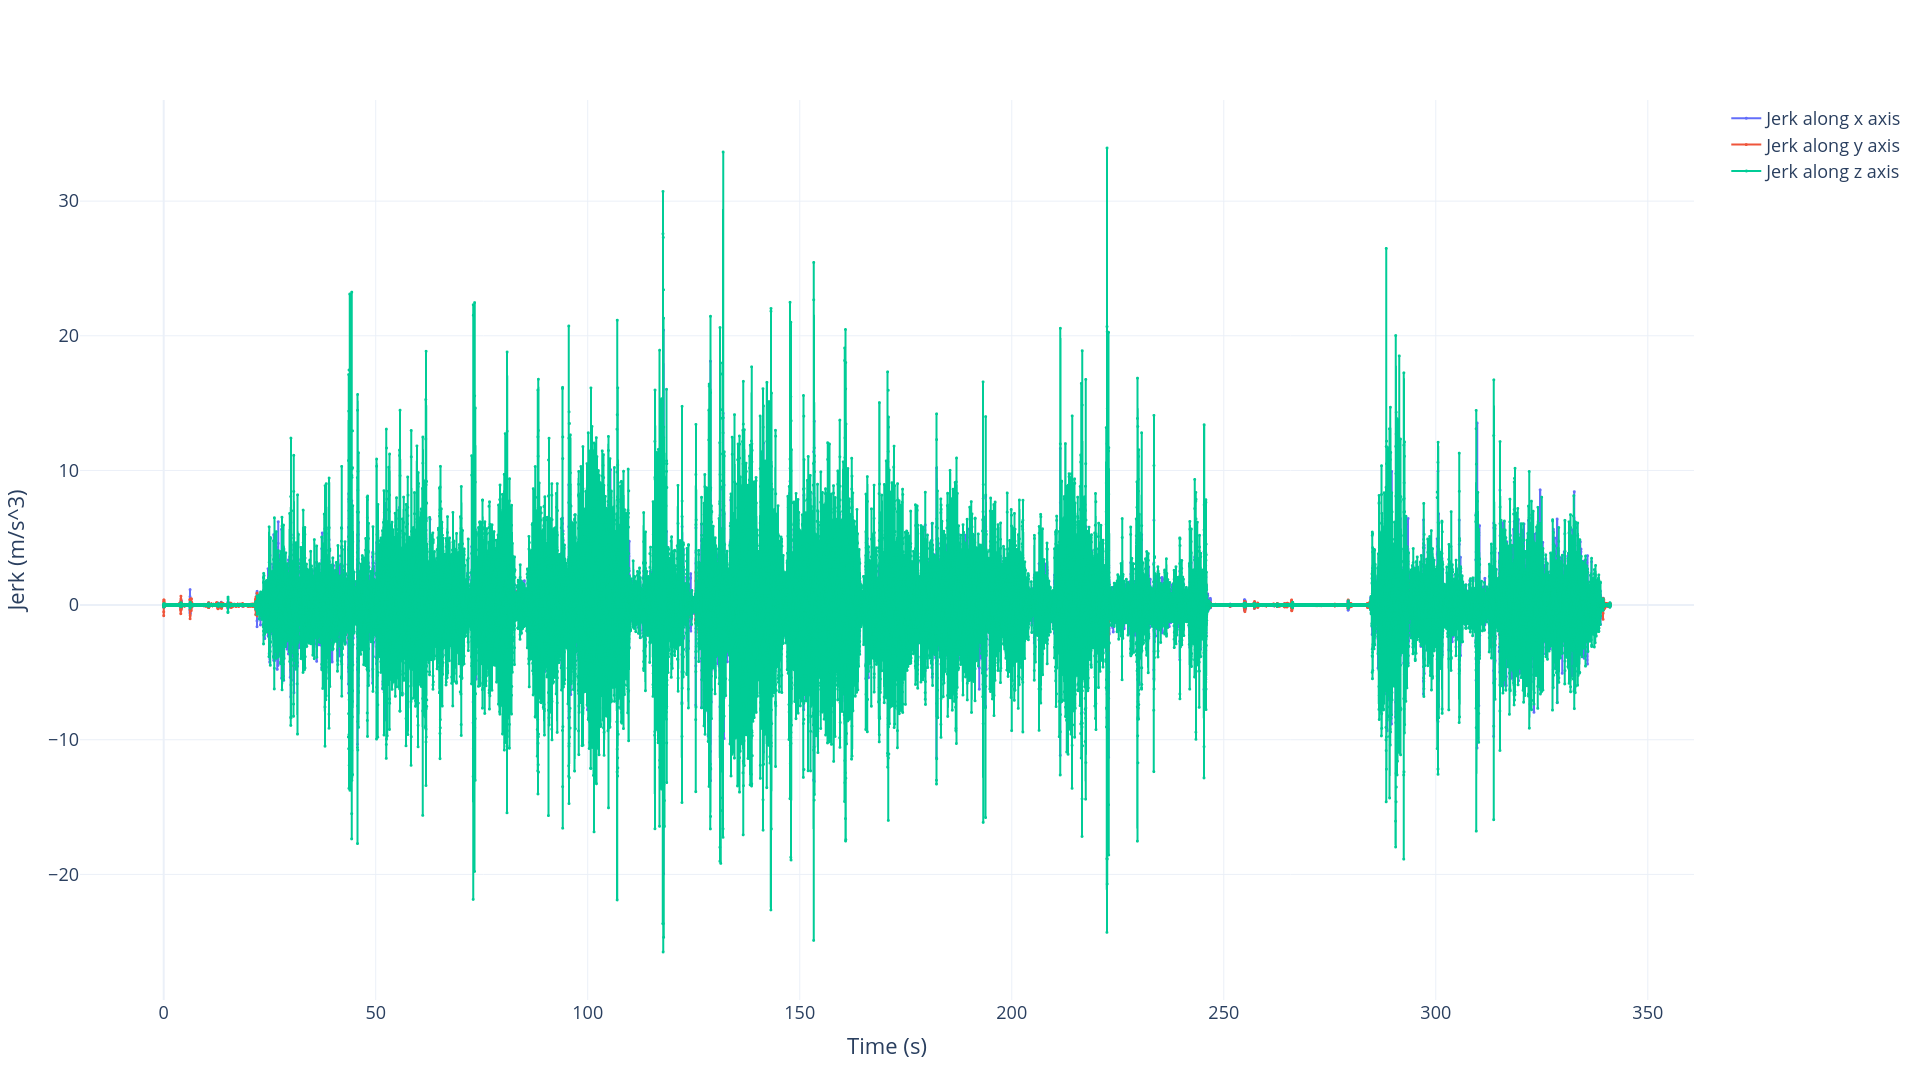 Jerk along x axis
Jerk along y axis
Jerk along z axis
30
20
10
0
−10
−20
Jerk (m/s^3)
0 50 100 150 200 250 300 350
Time (s)